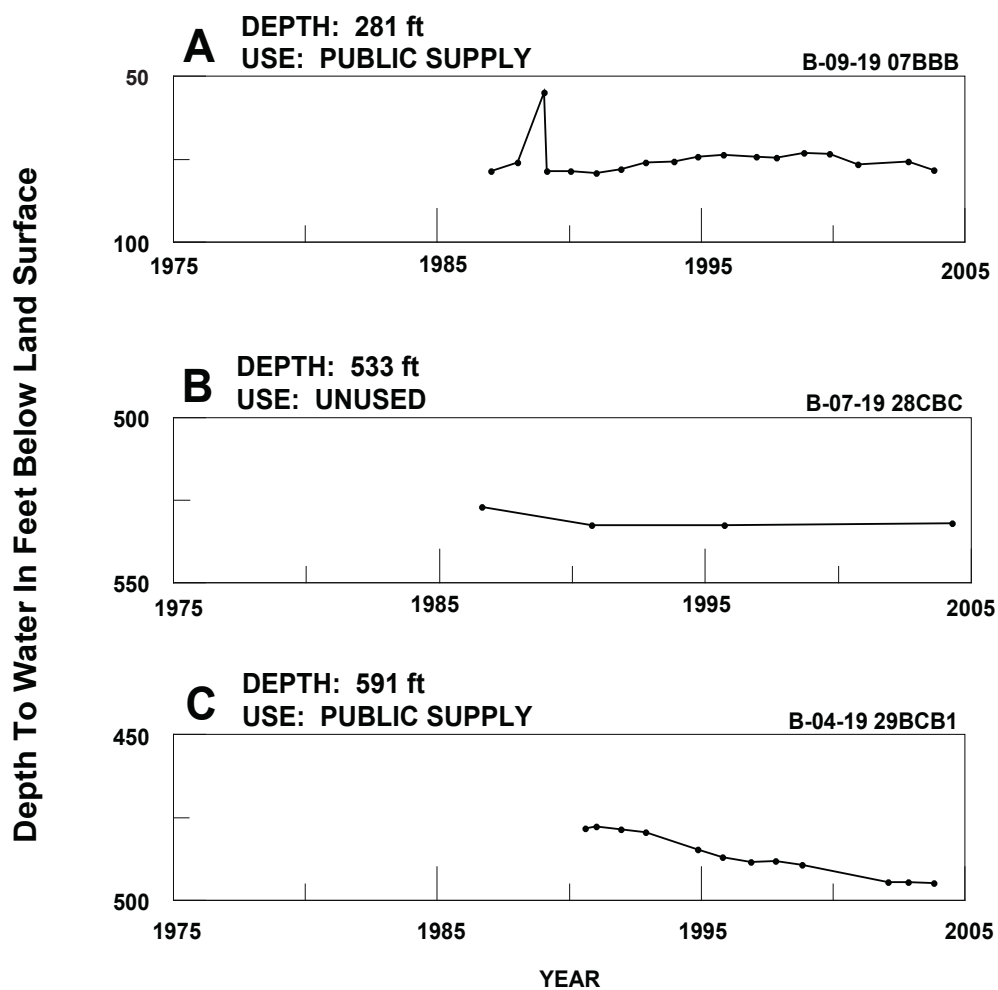 Depth To Water In Feet Below Land Surface
A
DEPTH: 281 ft
USE: PUBLIC SUPPLY
B-09-19 07BBB
50
100
1975
1985
1995
2005
B
DEPTH: 533 ft
USE: UNUSED
B-07-19 28CBC
500
550
1975
1985
1995
2005
C
DEPTH: 591 ft
USE: PUBLIC SUPPLY
B-04-19 29BCB1
450
500
1975
1985
1995
2005
YEAR